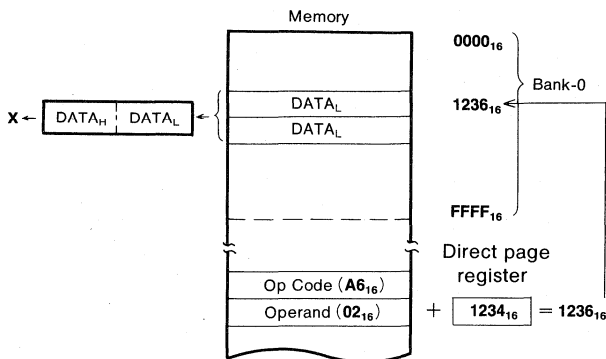 Memory
0000₁₆
Bank-0
X ← DATA_H DATA_L ← DATA_L 1236₁₆
DATA_L
FFFF₁₆
Direct page
register
Op Code (A6₁₆)
Operand (02₁₆) + 1234₁₆ = 1236₁₆